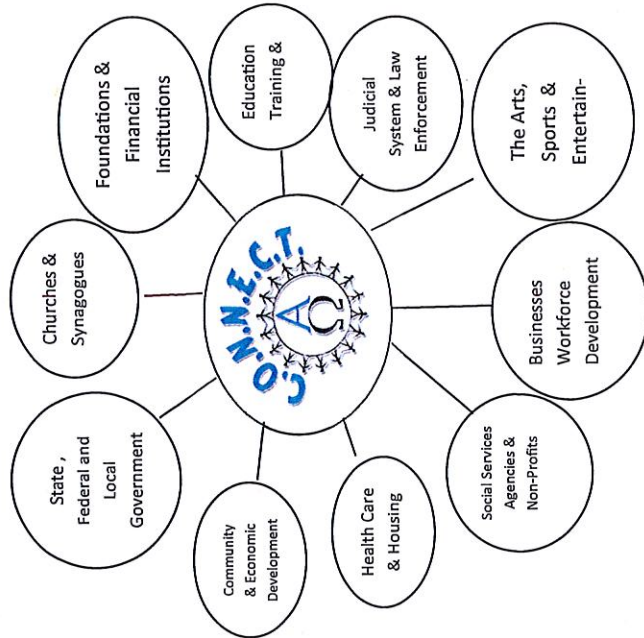 Churches &
Synagogues
Foundations &
Financial
Institutions
Education
Training &
Judicial
System & Law
Enforcement
The Arts,
Sports &
Entertain-
Businesses
Workforce
Development
Social Services
Agencies &
Non-Profits
Health Care
& Housing
Community
& Economic
Development
State ,
Federal and
Local
Government
C.O.N.N.E.C.T.
Α
Ω